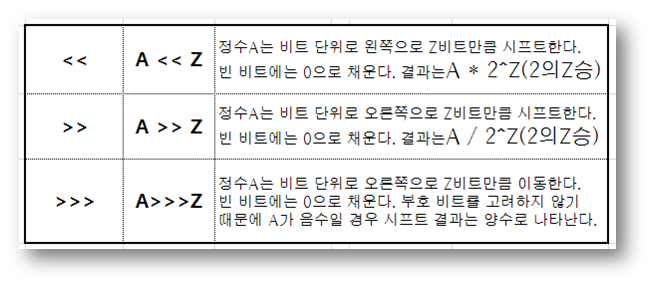 << A << Z 정수A는 비트 단위로 왼쪽으로 Z비트만큼 시프트한다.
빈 비트에는 0으로 채운다. 결과는A * 2^Z(2의Z승)
>> A >> Z 정수A는 비트 단위로 오른쪽으로 Z비트만큼 시프트한다.
빈 비트에는 0으로 채운다. 결과는A / 2^Z(2의Z승)
>>> A>>>Z 정수A는 비트 단위로 오른쪽으로 Z비트만큼 이동한다.
빈 비트에는 0으로 채운다. 부호 비트를 고려하지 않기
때문에 A가 음수일 경우 시프트 결과는 양수로 나타난다.